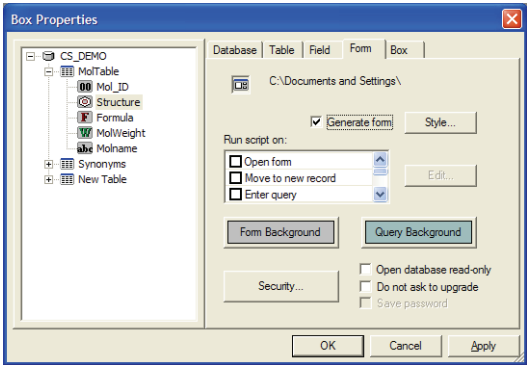 Box Properties
CS_DEMO
MolTable
Mol_ID
Structure
Formula
MolWeight
abc Molname
Synonyms
New Table
Database Table Field Form Box
C:\Documents and Settings\
Generate form
Style...
Run script on:
Open form
Move to new record
Enter query
Edit...
Form Background
Query Background
Security...
Open database read-only
Do not ask to upgrade
Save password
OK
Cancel
Apply